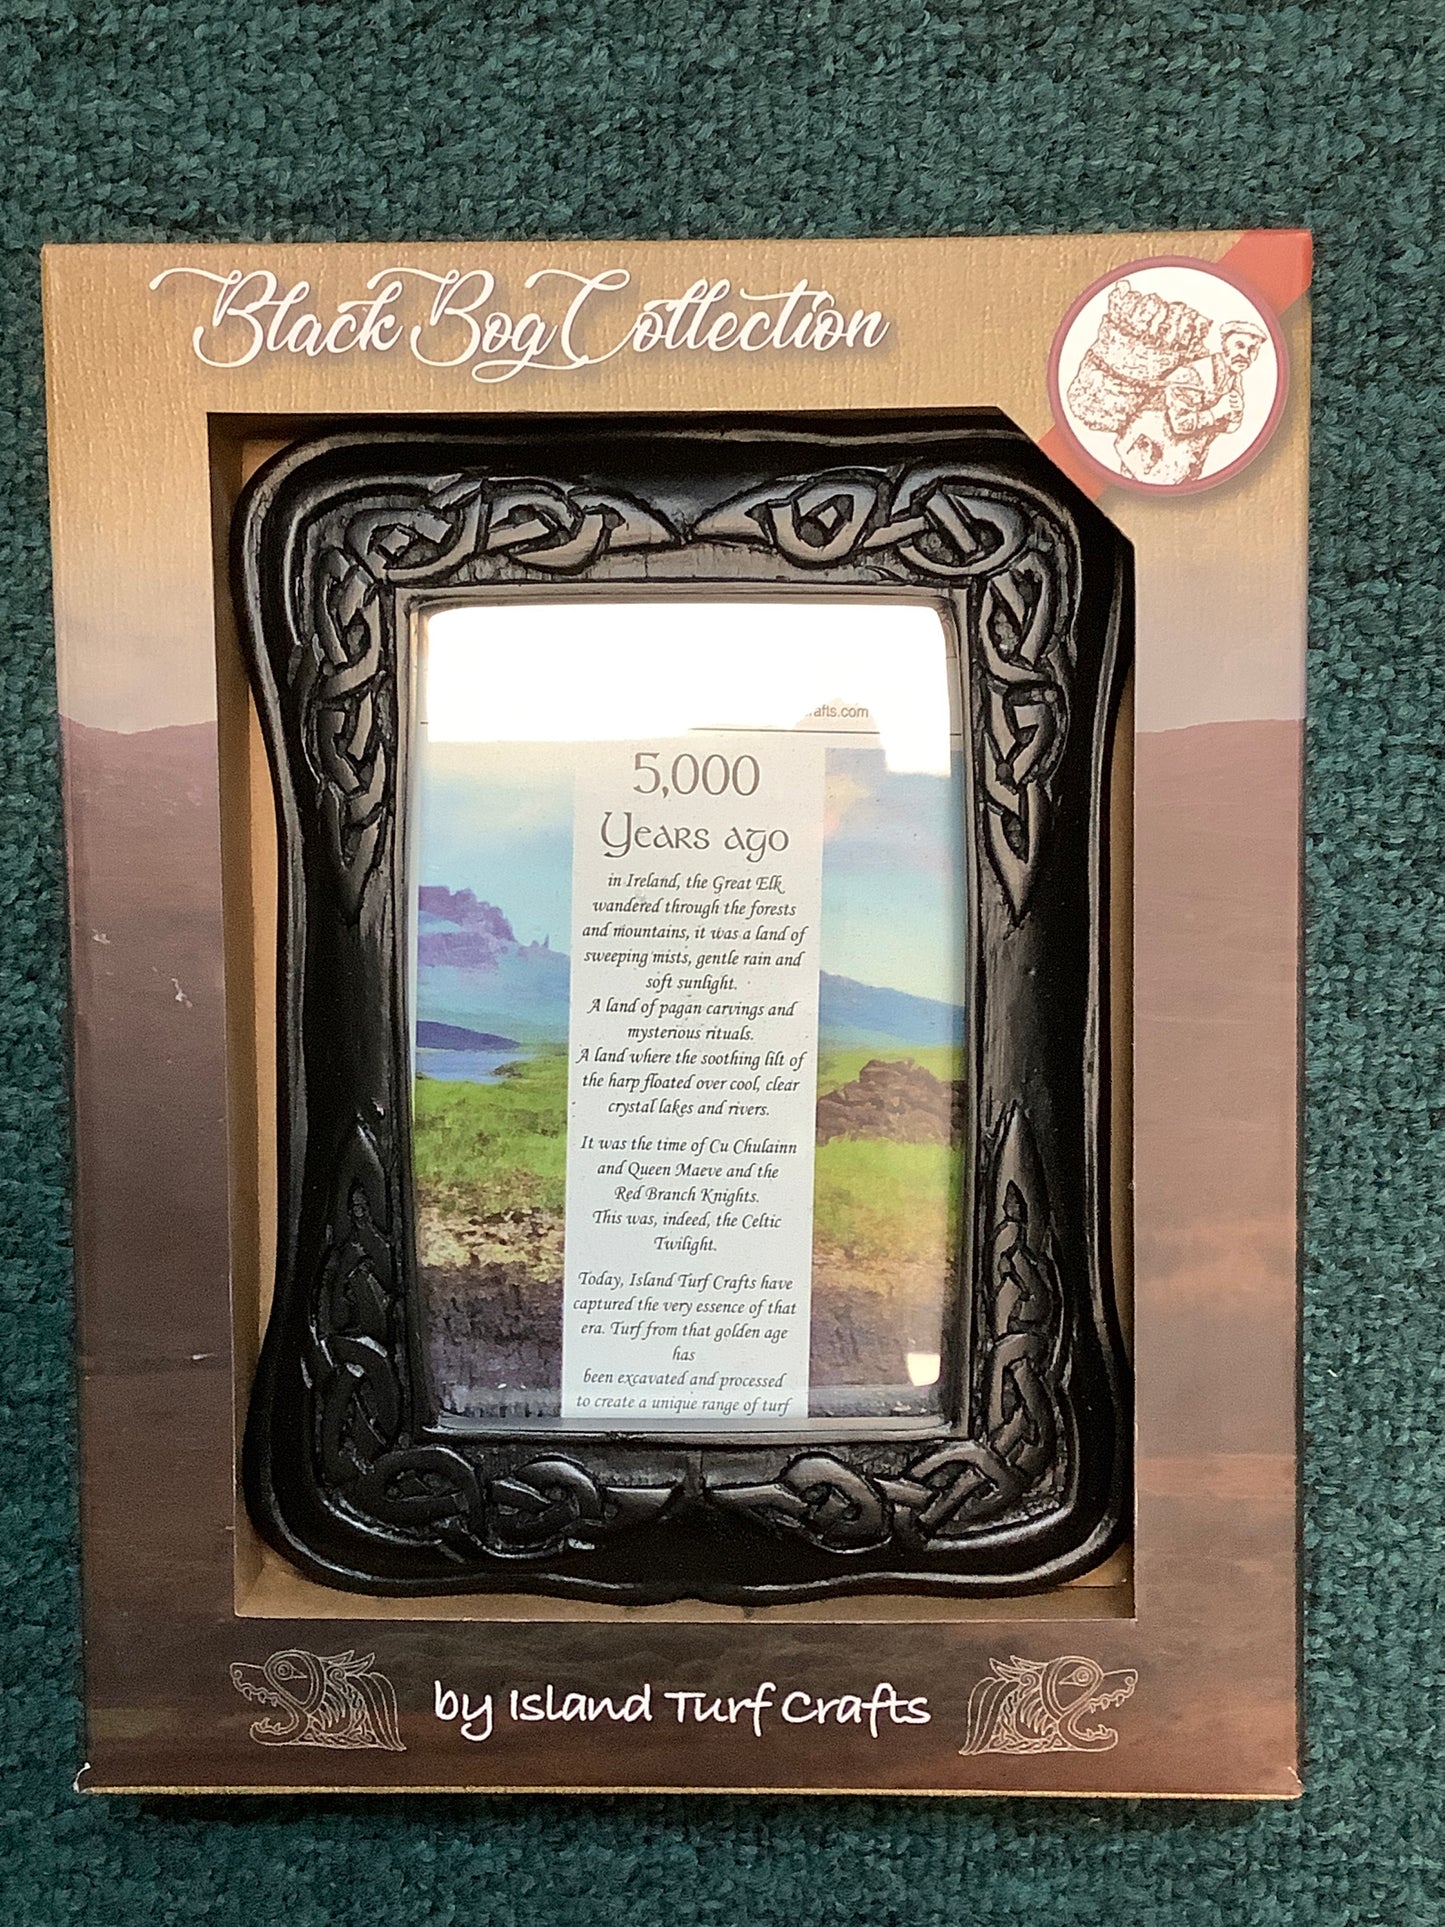 Black Bog Collection
afts.com
5,000
Years ago
in Ireland, the Great Elk
wandered through the forests
and mountains, it was a land of
sweeping mists, gentle rain and
soft sunlight.
A land of pagan carvings and
mysterious rituals.
A land where the soothing lilt of
the harp floated over cool, clear
crystal lakes and rivers.
It was the time of Cu Chulainn
and Queen Maeve and the
Red Branch Knights.
This was, indeed, the Celtic
Twilight.
Today, Island Turf Crafts have
captured the very essence of that
era. Turf from that golden age
has
been excavated and processed
to create a unique range of turf
by Island Turf Crafts